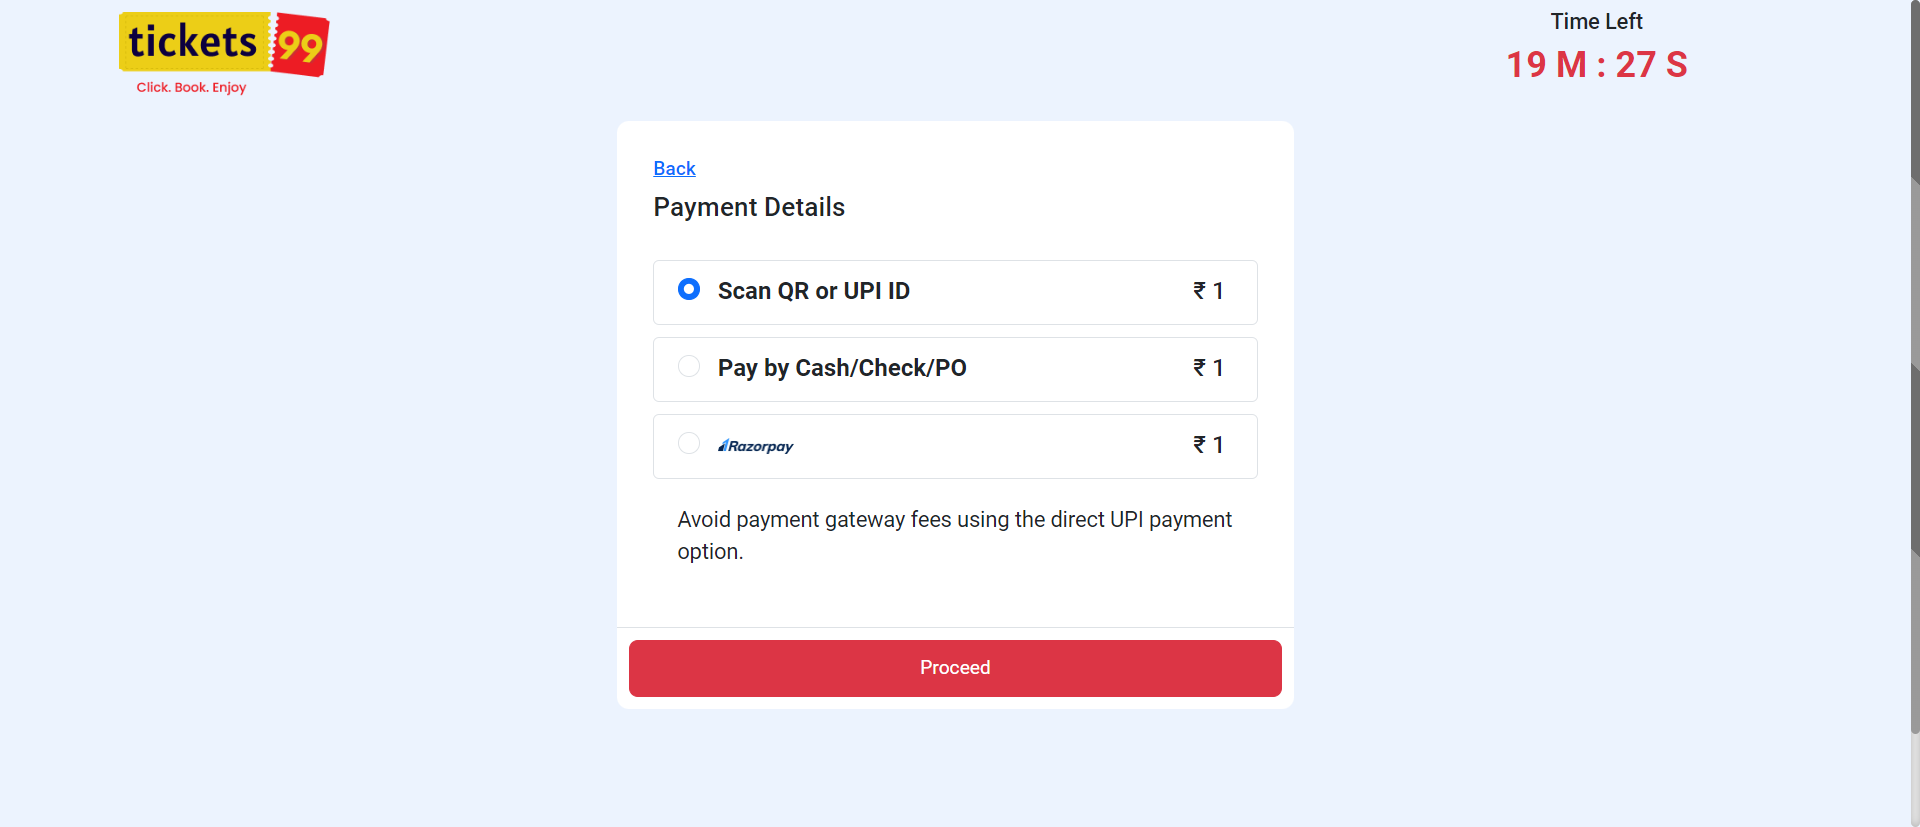 tickets 99
Click. Book. Enjoy
Time Left
19 M : 27 S
Back
Payment Details
Scan QR or UPI ID ₹ 1
Pay by Cash/Check/PO ₹ 1
Razorpay ₹ 1
Avoid payment gateway fees using the direct UPI payment
option.
Proceed